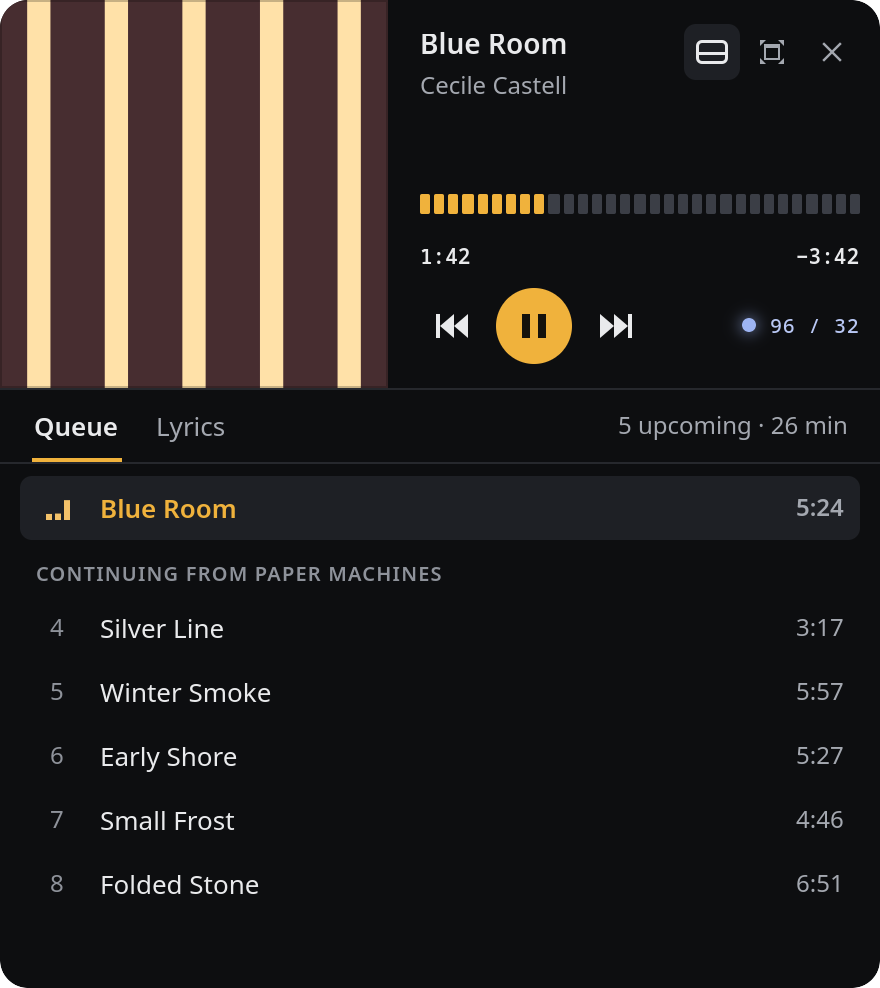 Blue Room
Cecile Castell
1:42 −3:42
96 / 32
Queue Lyrics 5 upcoming · 26 min
Blue Room 5:24
CONTINUING FROM PAPER MACHINES
4 Silver Line 3:17
5 Winter Smoke 5:57
6 Early Shore 5:27
7 Small Frost 4:46
8 Folded Stone 6:51